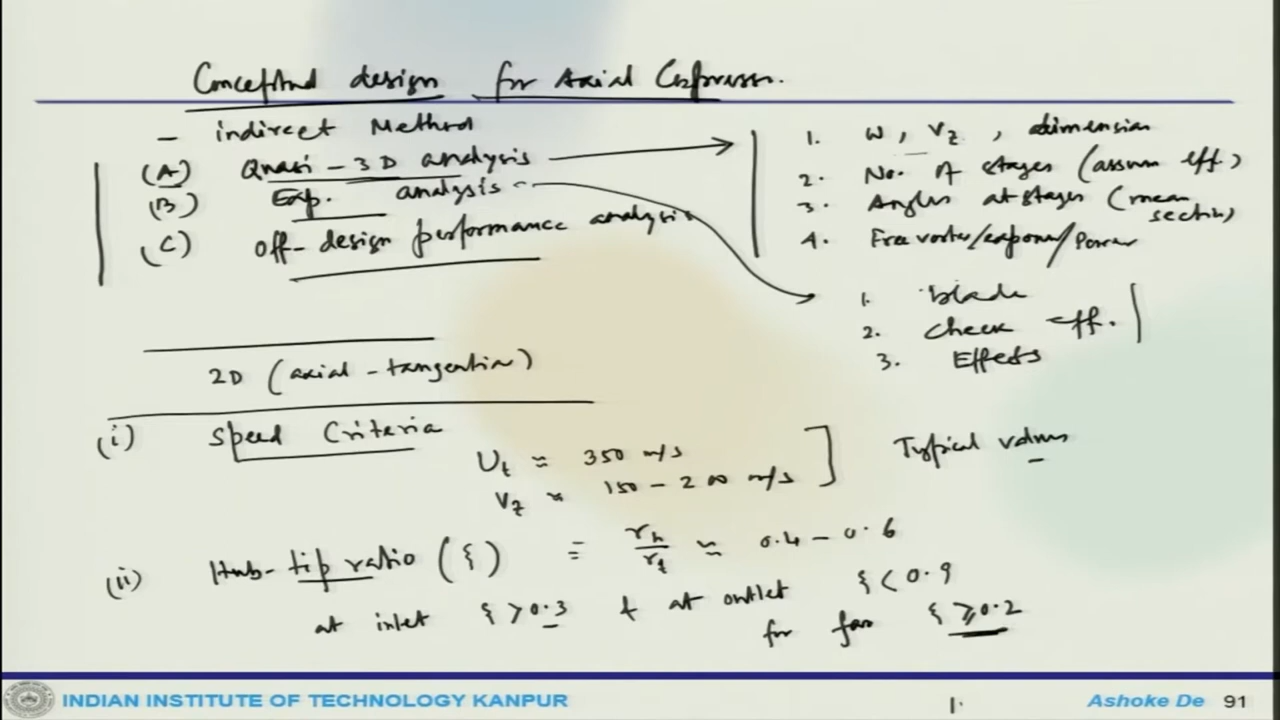 Conceptual design for Axial Compressor.
- indirect Method
(A) Quasi-3D analysis
(B) Exp. analysis
(C) Off-design performance analysis
1. ω, Vz, dimension
2. No. of stages (assum eff)
3. Angles at stages (mean section)
4. Free vortex/expon/Power
1. blade
2. Check eff.
3. Effects
2D (axial-tangential)
(i) Speed Criteria
Ut ≈ 350 m/s
Vz ≈ 150-200 m/s
Typical values
(ii) Hub-tip ratio (ξ) = rh/rt ≈ 0.4-0.6
at inlet ξ > 0.3 & at outlet ξ < 0.9
for fan ξ ≥ 0.2
INDIAN INSTITUTE OF TECHNOLOGY KANPUR
Ashoke De 91